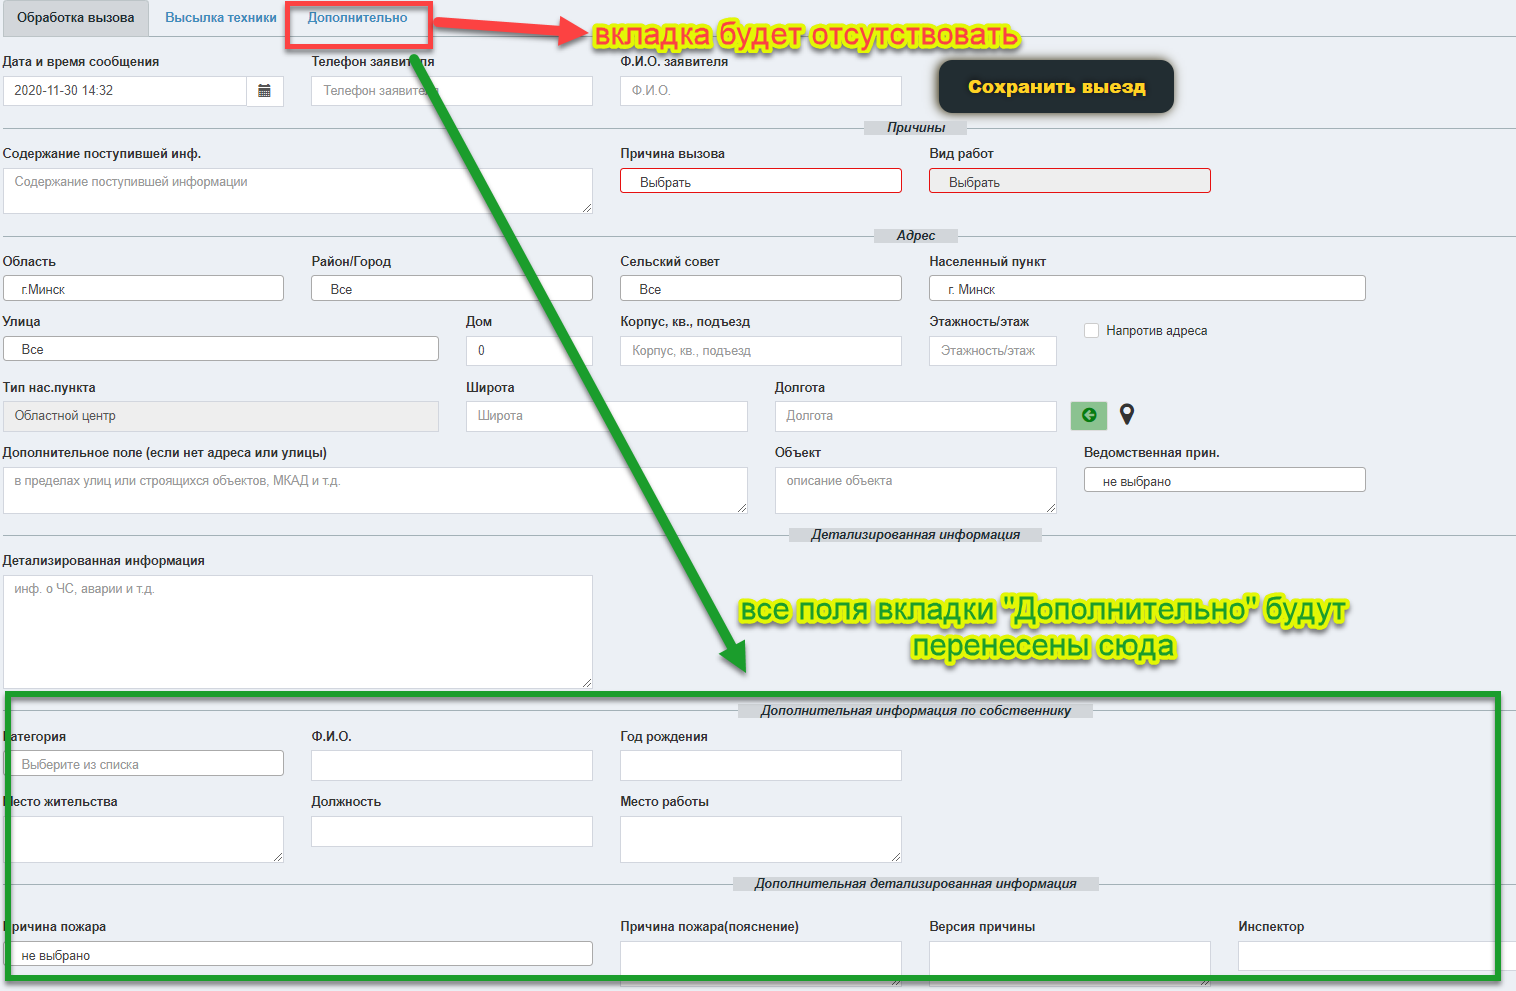 Обработка вызова Высылка техники Дополнительно
вкладка будет отсутствовать
Дата и время сообщения Телефон заявителя Ф.И.О. заявителя
2020-11-30 14:32 Телефон заявителя Ф.И.О. Сохранить выезд
Причины
Содержание поступившей инф. Причина вызова Вид работ
Содержание поступившей информации Выбрать Выбрать
Адрес
Область Район/Город Сельский совет Населенный пункт
г.Минск Все Все г. Минск
Улица Дом Корпус, кв., подъезд Этажность/этаж Напротив адреса
Все 0 Корпус, кв., подъезд Этажность/этаж
Тип нас.пункта Широта Долгота
Областной центр Широта Долгота
Дополнительное поле (если нет адреса или улицы) Объект Ведомственная прин.
в пределах улиц или строящихся объектов, МКАД и т.д. описание объекта не выбрано
Детализированная информация
Детализированная информация
инф. о ЧС, аварии и т.д.
все поля вкладки "Дополнительно" будут
перенесены сюда
Дополнительная информация по собственнику
Категория Ф.И.О. Год рождения
Выберите из списка
Место жительства Должность Место работы
Дополнительная детализированная информация
Причина пожара Причина пожара(пояснение) Версия причины Инспектор
не выбрано